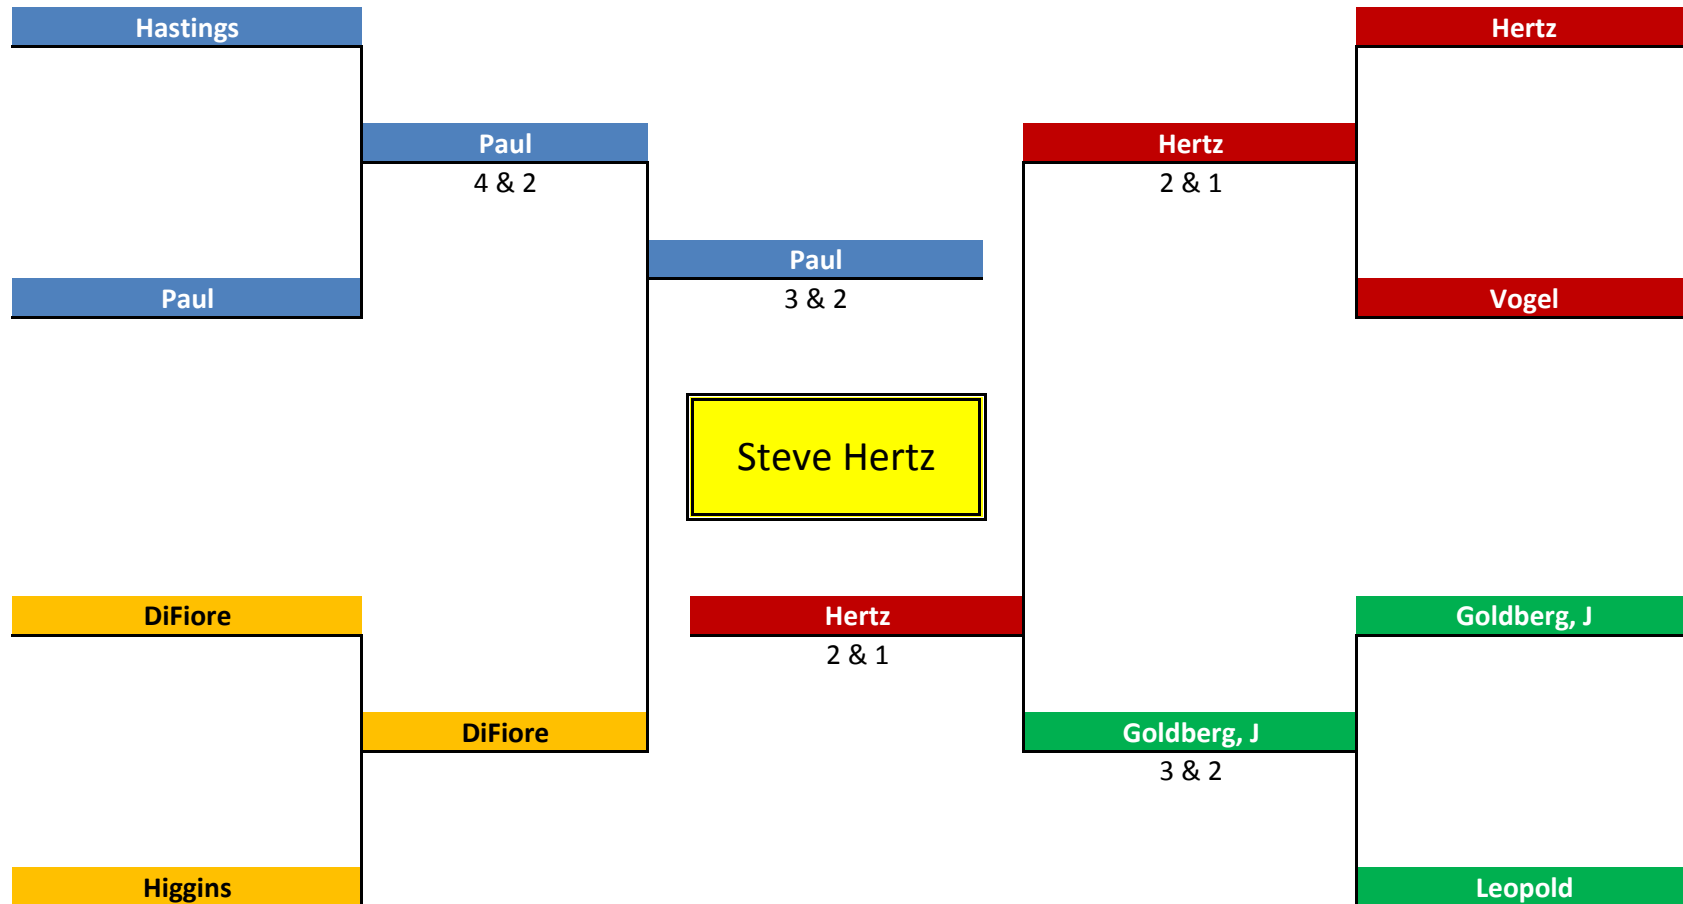 Hastings
Hertz
Paul
4 & 2
Hertz
2 & 1
Paul
3 & 2
Paul
Vogel
Steve Hertz
DiFiore
Hertz
2 & 1
Goldberg, J
DiFiore
Goldberg, J
3 & 2
Higgins
Leopold